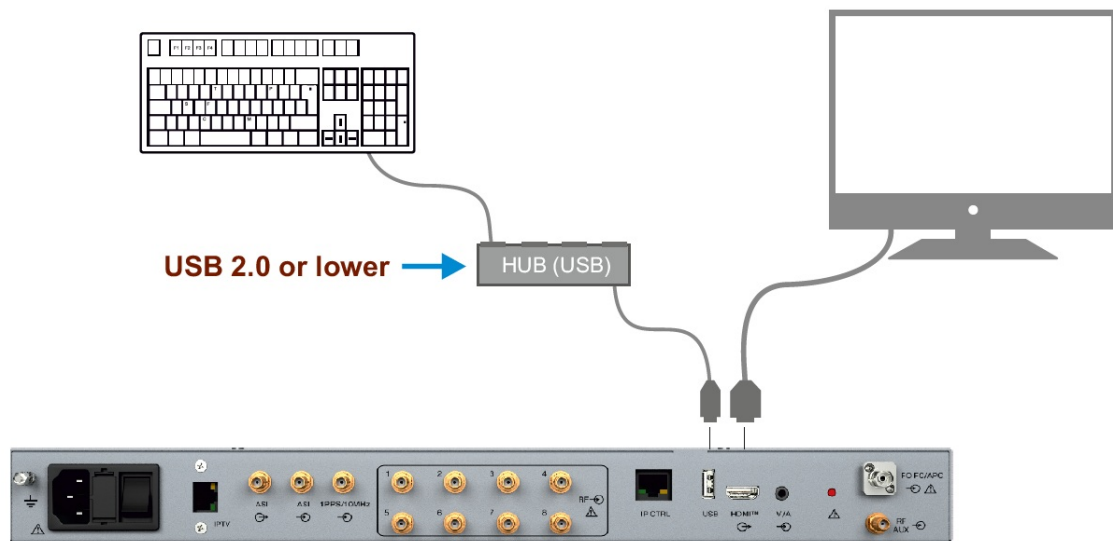 F1 F2 F3 F4
T P
S F
C M
USB 2.0 or lower
HUB (USB)
1 2 3 4
5 6 7 8
IPTV
ASI
ASI
1PPS/10MHz
RF
IP CTRL
USB
HDMI™
V/A
FO FC/APC
RF
AUX